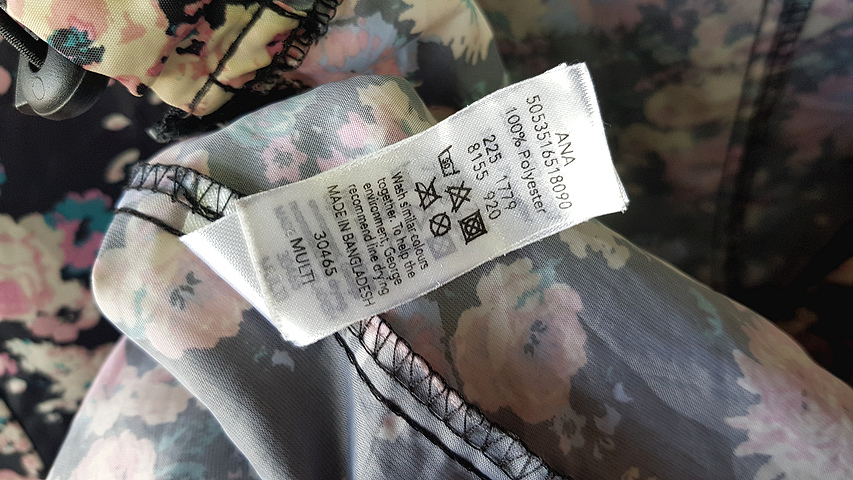 ANA
5053516518090
100% Polyester
225 1779
8155 920
30
Wash similar colours
together. To help the
environment, George
recommend line drying
MADE IN BANGLADESH
30465
MULTI